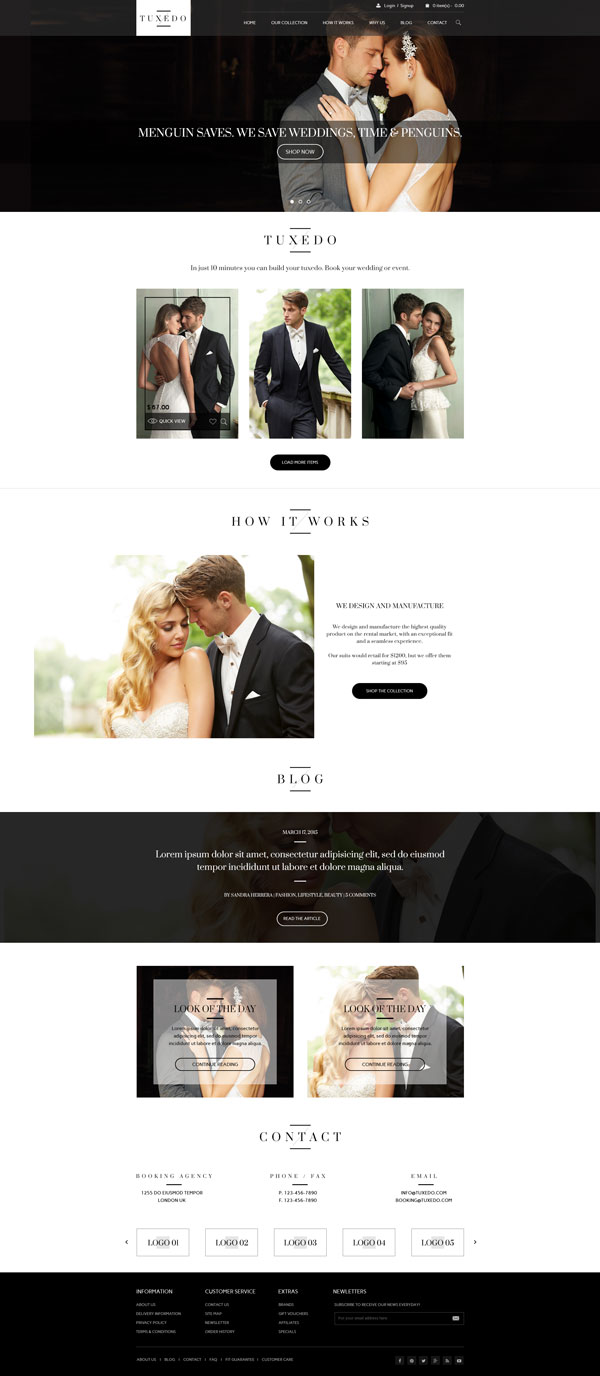 TUXEDO
Login / Signup
0 item(s) - 0.00
HOME OUR COLLECTION HOW IT WORKS WHY US BLOG CONTACT
MENGUIN SAVES. WE SAVE WEDDINGS, TIME & PENGUINS.
SHOP NOW
TUXEDO
In just 10 minutes you can build your tuxedo. Book your wedding or event.
$67.00
QUICK VIEW
LOAD MORE ITEMS
HOW IT WORKS
WE DESIGN AND MANUFACTURE
We design and manufacture the highest quality
product on the rental market, with an exceptional fit
and a seamless experience.
Our suits would retail for $1200, but we offer them
starting at $95
SHOP THE COLLECTION
BLOG
MARCH 17, 2015
Lorem ipsum dolor sit amet, consectetur adipisicing elit, sed do eiusmod
tempor incididunt ut labore et dolore magna aliqua.
BY SANDRA HERRERA | FASHION, LIFESTYLE, BEAUTY | 5 COMMENTS
READ THE ARTICLE
LOOK OF THE DAY
Lorem ipsum dolor sit amet, consectetur
adipisicing elit, sed do eiusmod tempor
incididunt ut labore et dolore magna aliqua.
CONTINUE READING
LOOK OF THE DAY
Lorem ipsum dolor sit amet, consectetur
adipisicing elit, sed do eiusmod tempor
incididunt ut labore et dolore magna aliqua.
CONTINUE READING
CONTACT
BOOKING AGENCY
1255 DO EIUSMOD TEMPOR
LONDON UK
PHONE / FAX
P. 123-456-7890
F. 123-456-7890
EMAIL
INFO@TUXEDO.COM
BOOKING@TUXEDO.COM
LOGO 01 LOGO 02 LOGO 03 LOGO 04 LOGO 05
INFORMATION
ABOUT US
DELIVERY INFORMATION
PRIVACY POLICY
TERMS & CONDITIONS
CUSTOMER SERVICE
CONTACT US
SITE MAP
NEWSLETTER
ORDER HISTORY
EXTRAS
BRANDS
GIFT VOUCHERS
AFFILIATES
SPECIALS
NEWLETTERS
SUBSCRIBE TO RECEIVE OUR NEWS EVERYDAY!
Put your email address here
ABOUT US / BLOG / CONTACT / FAQ / FIT GUARANTEE / CUSTOMER CARE